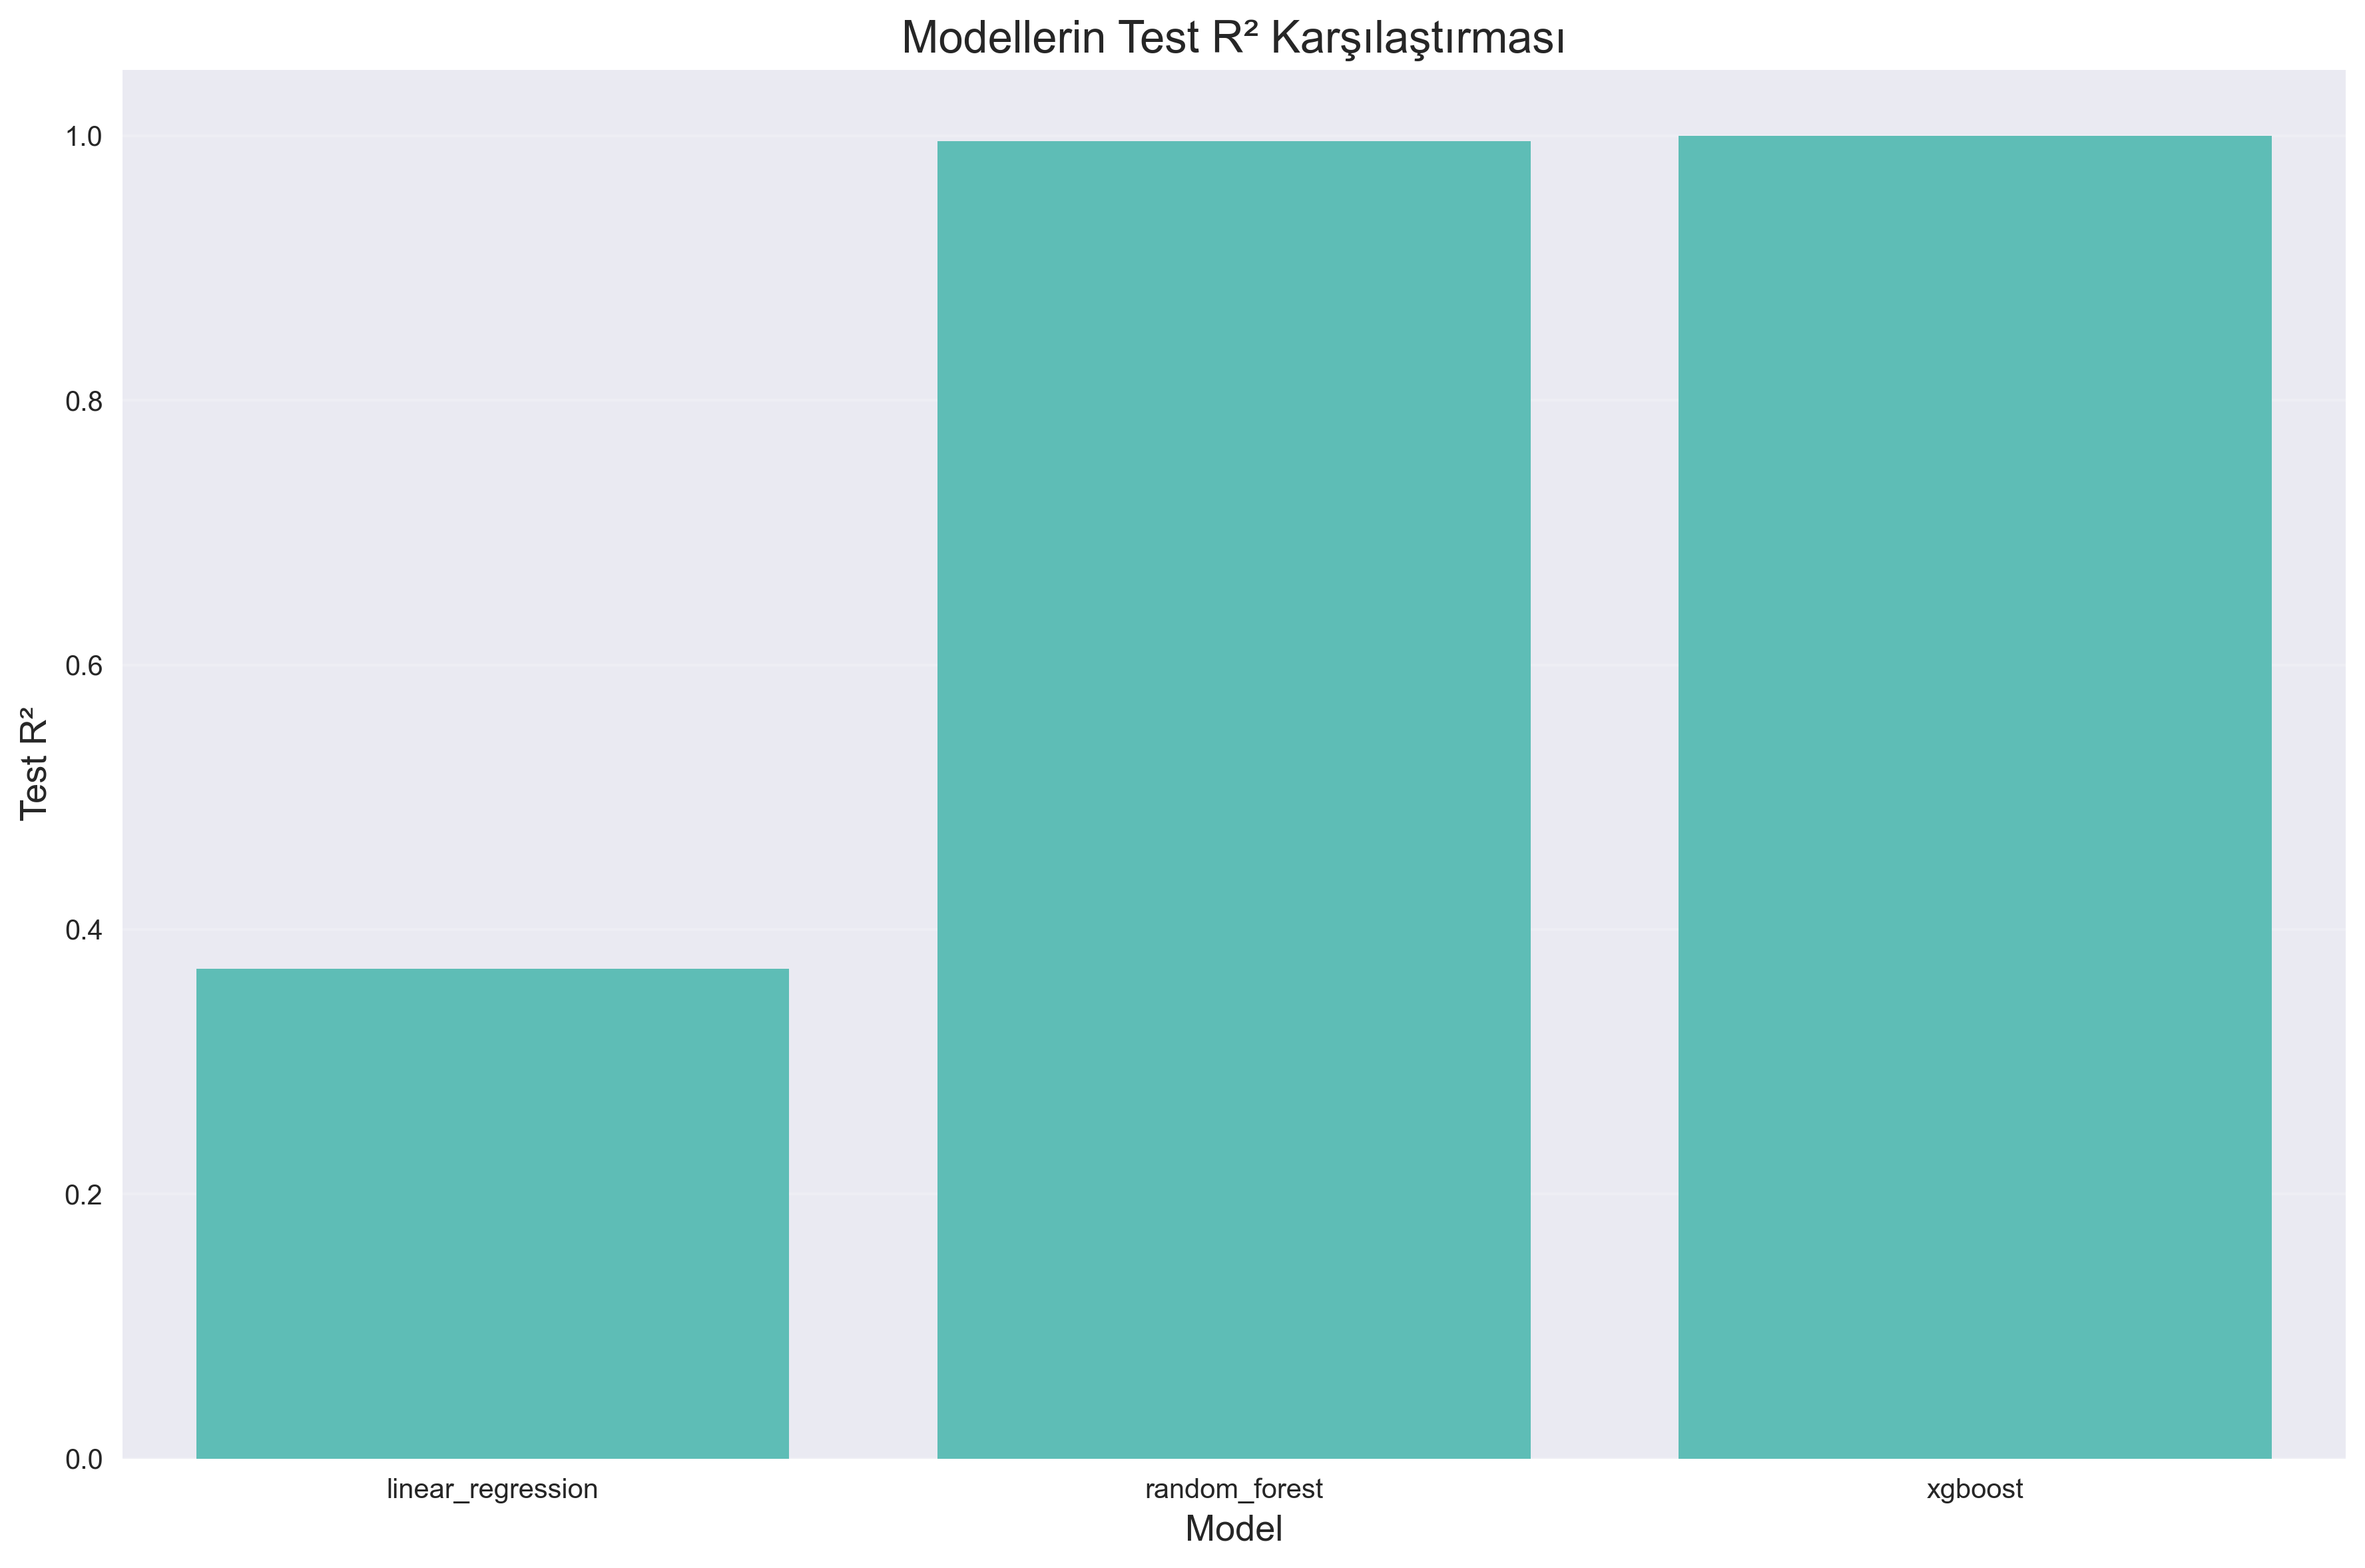 Modellerin Test R² Karşılaştırması
1.0
0.8
0.6
0.4
0.2
0.0
Test R²
linear_regression
random_forest
xgboost
Model